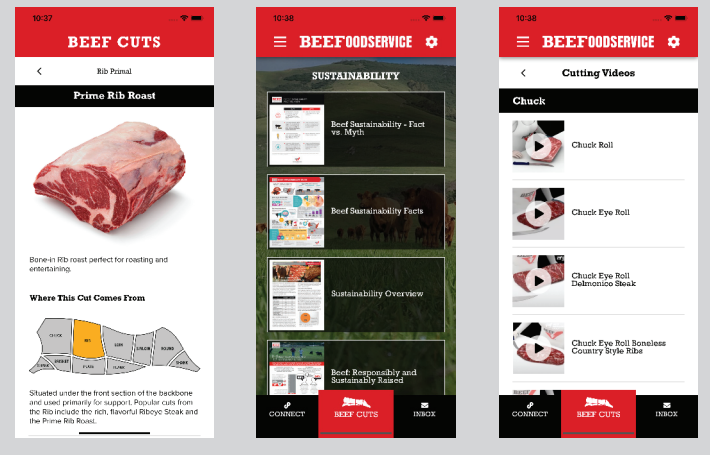 10:37
BEEF CUTS
Rib Primal
Prime Rib Roast
Bone-in Rib roast perfect for roasting and
entertaining.
Where This Cut Comes From
CHUCK
RIB
LOIN
SIRLOIN
ROUND
SHANK
BRISKET
PLATE
FLANK
SHANK
Situated under the front section of the backbone
and used primarily for support. Popular cuts from
the Rib include the rich, flavorful Ribeye Steak and
the Prime Rib Roast.
10:38
BEEFOODSERVICE
SUSTAINABILITY
Beef Sustainability - Fact
vs. Myth
Beef Sustainability Facts
Sustainability Overview
Beef: Responsibly and
Sustainably Raised
CONNECT
BEEF CUTS
INBOX
10:38
BEEFOODSERVICE
Cutting Videos
Chuck
Chuck Roll
Chuck Eye Roll
Chuck Eye Roll
Delmonico Steak
Chuck Eye Roll Boneless
Country Style Ribs
CONNECT
BEEF CUTS
INBOX